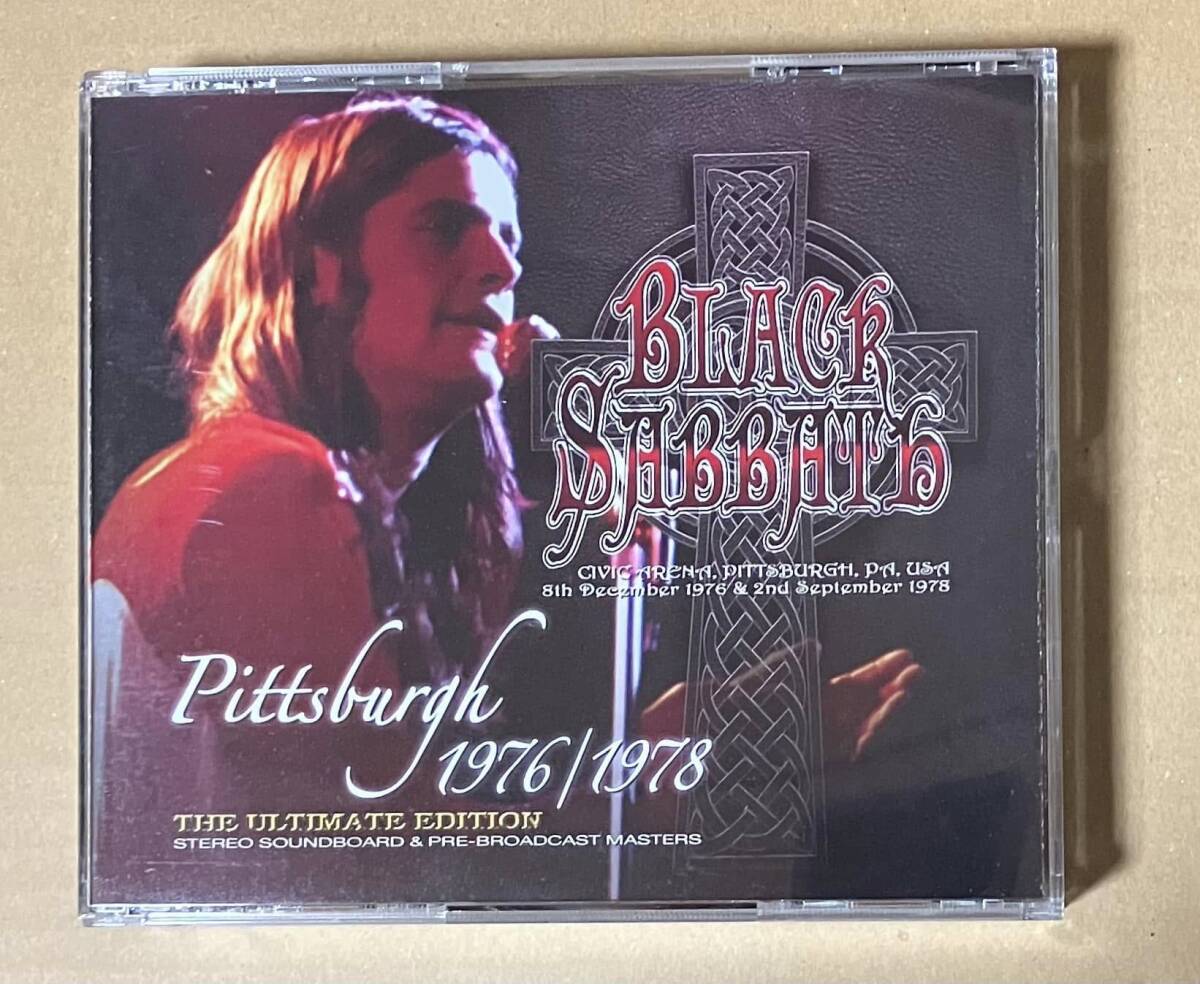 BLACK
SABBATH
CIVIC ARENA, PITTSBURGH, PA, USA
8th December 1976 & 2nd September 1978
Pittsburgh
1976/1978
THE ULTIMATE EDITION
STEREO SOUNDBOARD & PRE-BROADCAST MASTERS